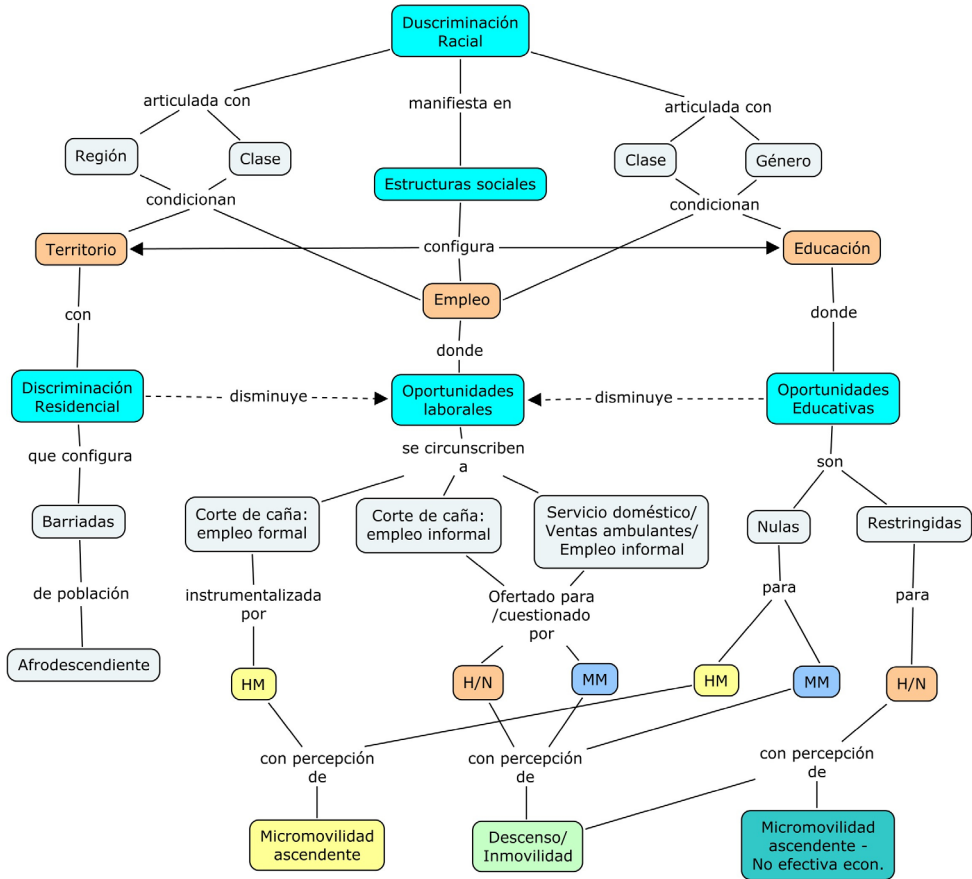 Duscriminación
Racial
articulada con
manifiesta en
articulada con
Región
Clase
Estructuras sociales
Clase
Género
condicionan
condicionan
Territorio
configura
Educación
Empleo
con
donde
donde
Discriminación
Residencial
disminuye
Oportunidades
laborales
disminuye
Oportunidades
Educativas
que configura
se circunscriben
a
son
Barriadas
Corte de caña:
empleo formal
Corte de caña:
empleo informal
Servicio doméstico/
Ventas ambulantes/
Empleo informal
Nulas
Restringidas
de población
instrumentalizada
por
Ofertado para
/cuestionado
por
para
para
Afrodescendiente
HM
H/N
MM
HM
MM
H/N
con percepción
de
con percepción
de
con percepción
de
Micromovilidad
ascendente
Descenso/
Inmovilidad
Micromovilidad
ascendente -
No efectiva econ.